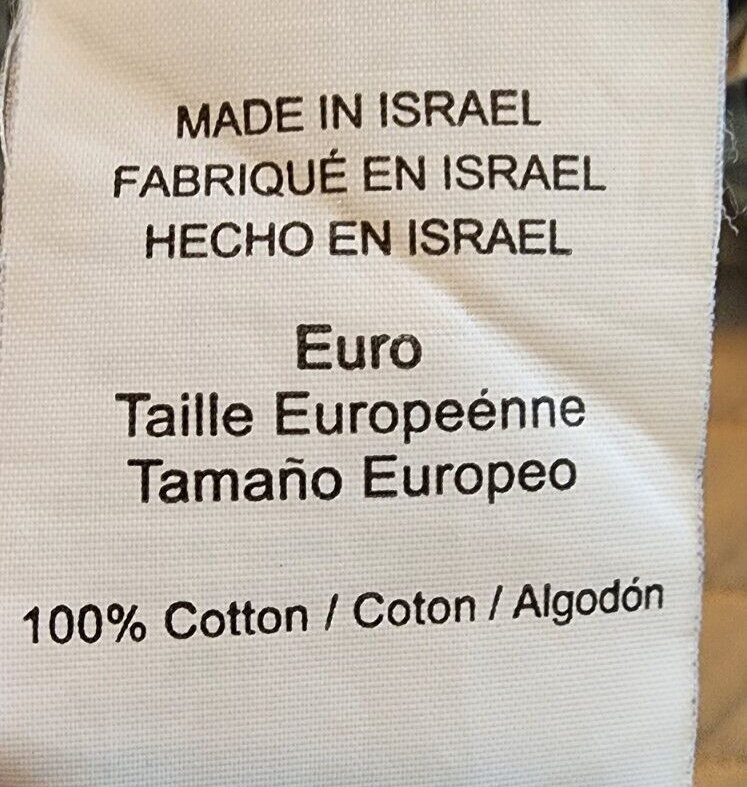 MADE IN ISRAEL
FABRIQUÉ EN ISRAEL
HECHO EN ISRAEL
Euro
Taille Europeénne
Tamaño Europeo
100% Cotton / Coton / Algodón